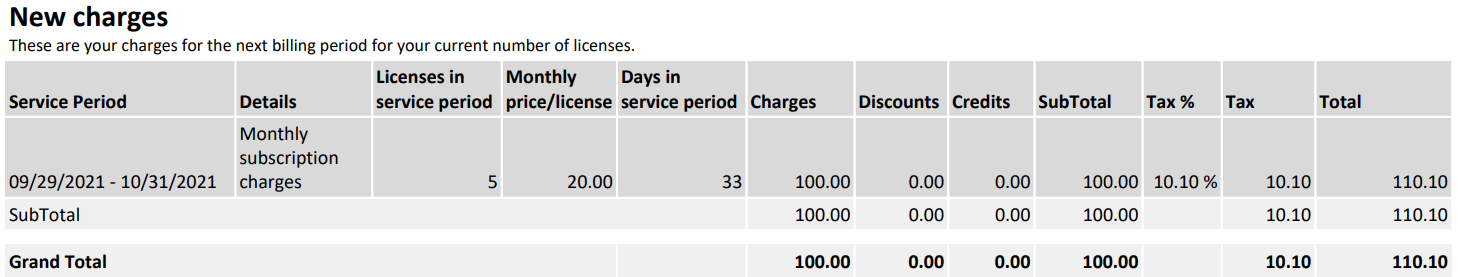 New charges
These are your charges for the next billing period for your current number of licenses.
Service Period Details Licenses in service period Monthly price/license Days in service period Charges Discounts Credits SubTotal Tax % Tax Total
09/29/2021 - 10/31/2021 Monthly subscription charges 5 20.00 33 100.00 0.00 0.00 100.00 10.10 % 10.10 110.10
SubTotal 100.00 0.00 0.00 100.00 10.10 110.10
Grand Total 100.00 0.00 0.00 100.00 10.10 110.10